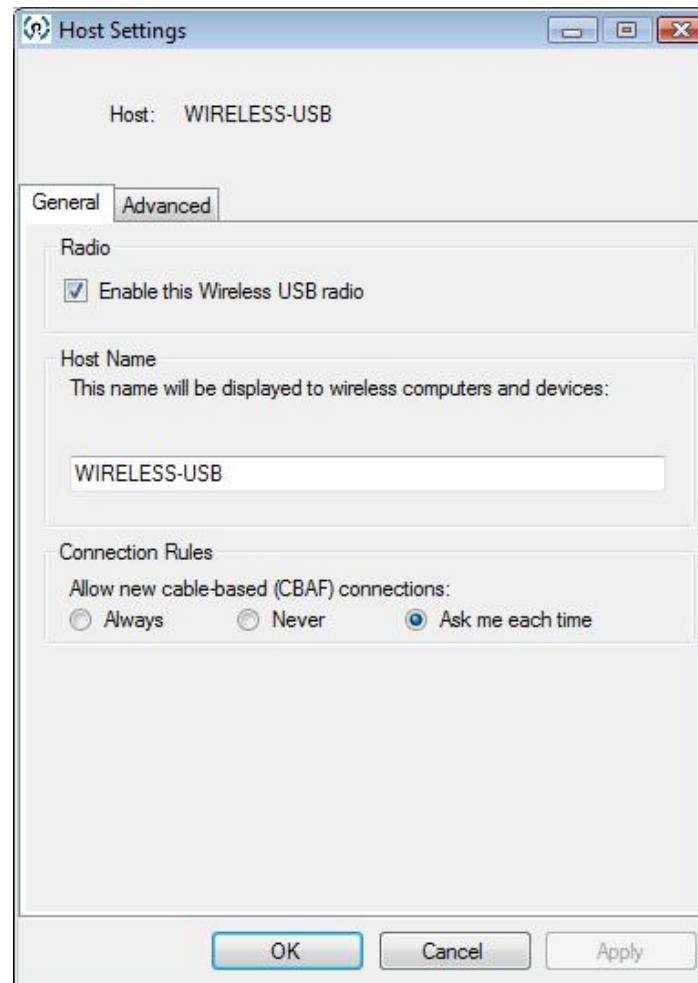 Host Settings
Host: WIRELESS-USB
General Advanced
Radio
Enable this Wireless USB radio
Host Name
This name will be displayed to wireless computers and devices:
WIRELESS-USB
Connection Rules
Allow new cable-based (CBAF) connections:
Always Never Ask me each time
OK Cancel Apply